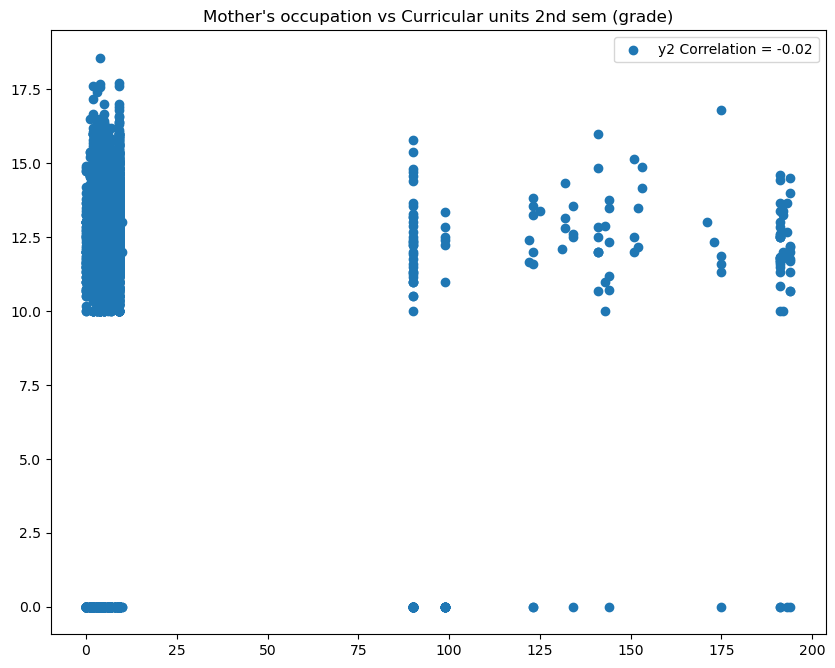 Mother's occupation vs Curricular units 2nd sem (grade)
y2 Correlation = -0.02
17.5
15.0
12.5
10.0
7.5
5.0
2.5
0.0
0 25 50 75 100 125 150 175 200